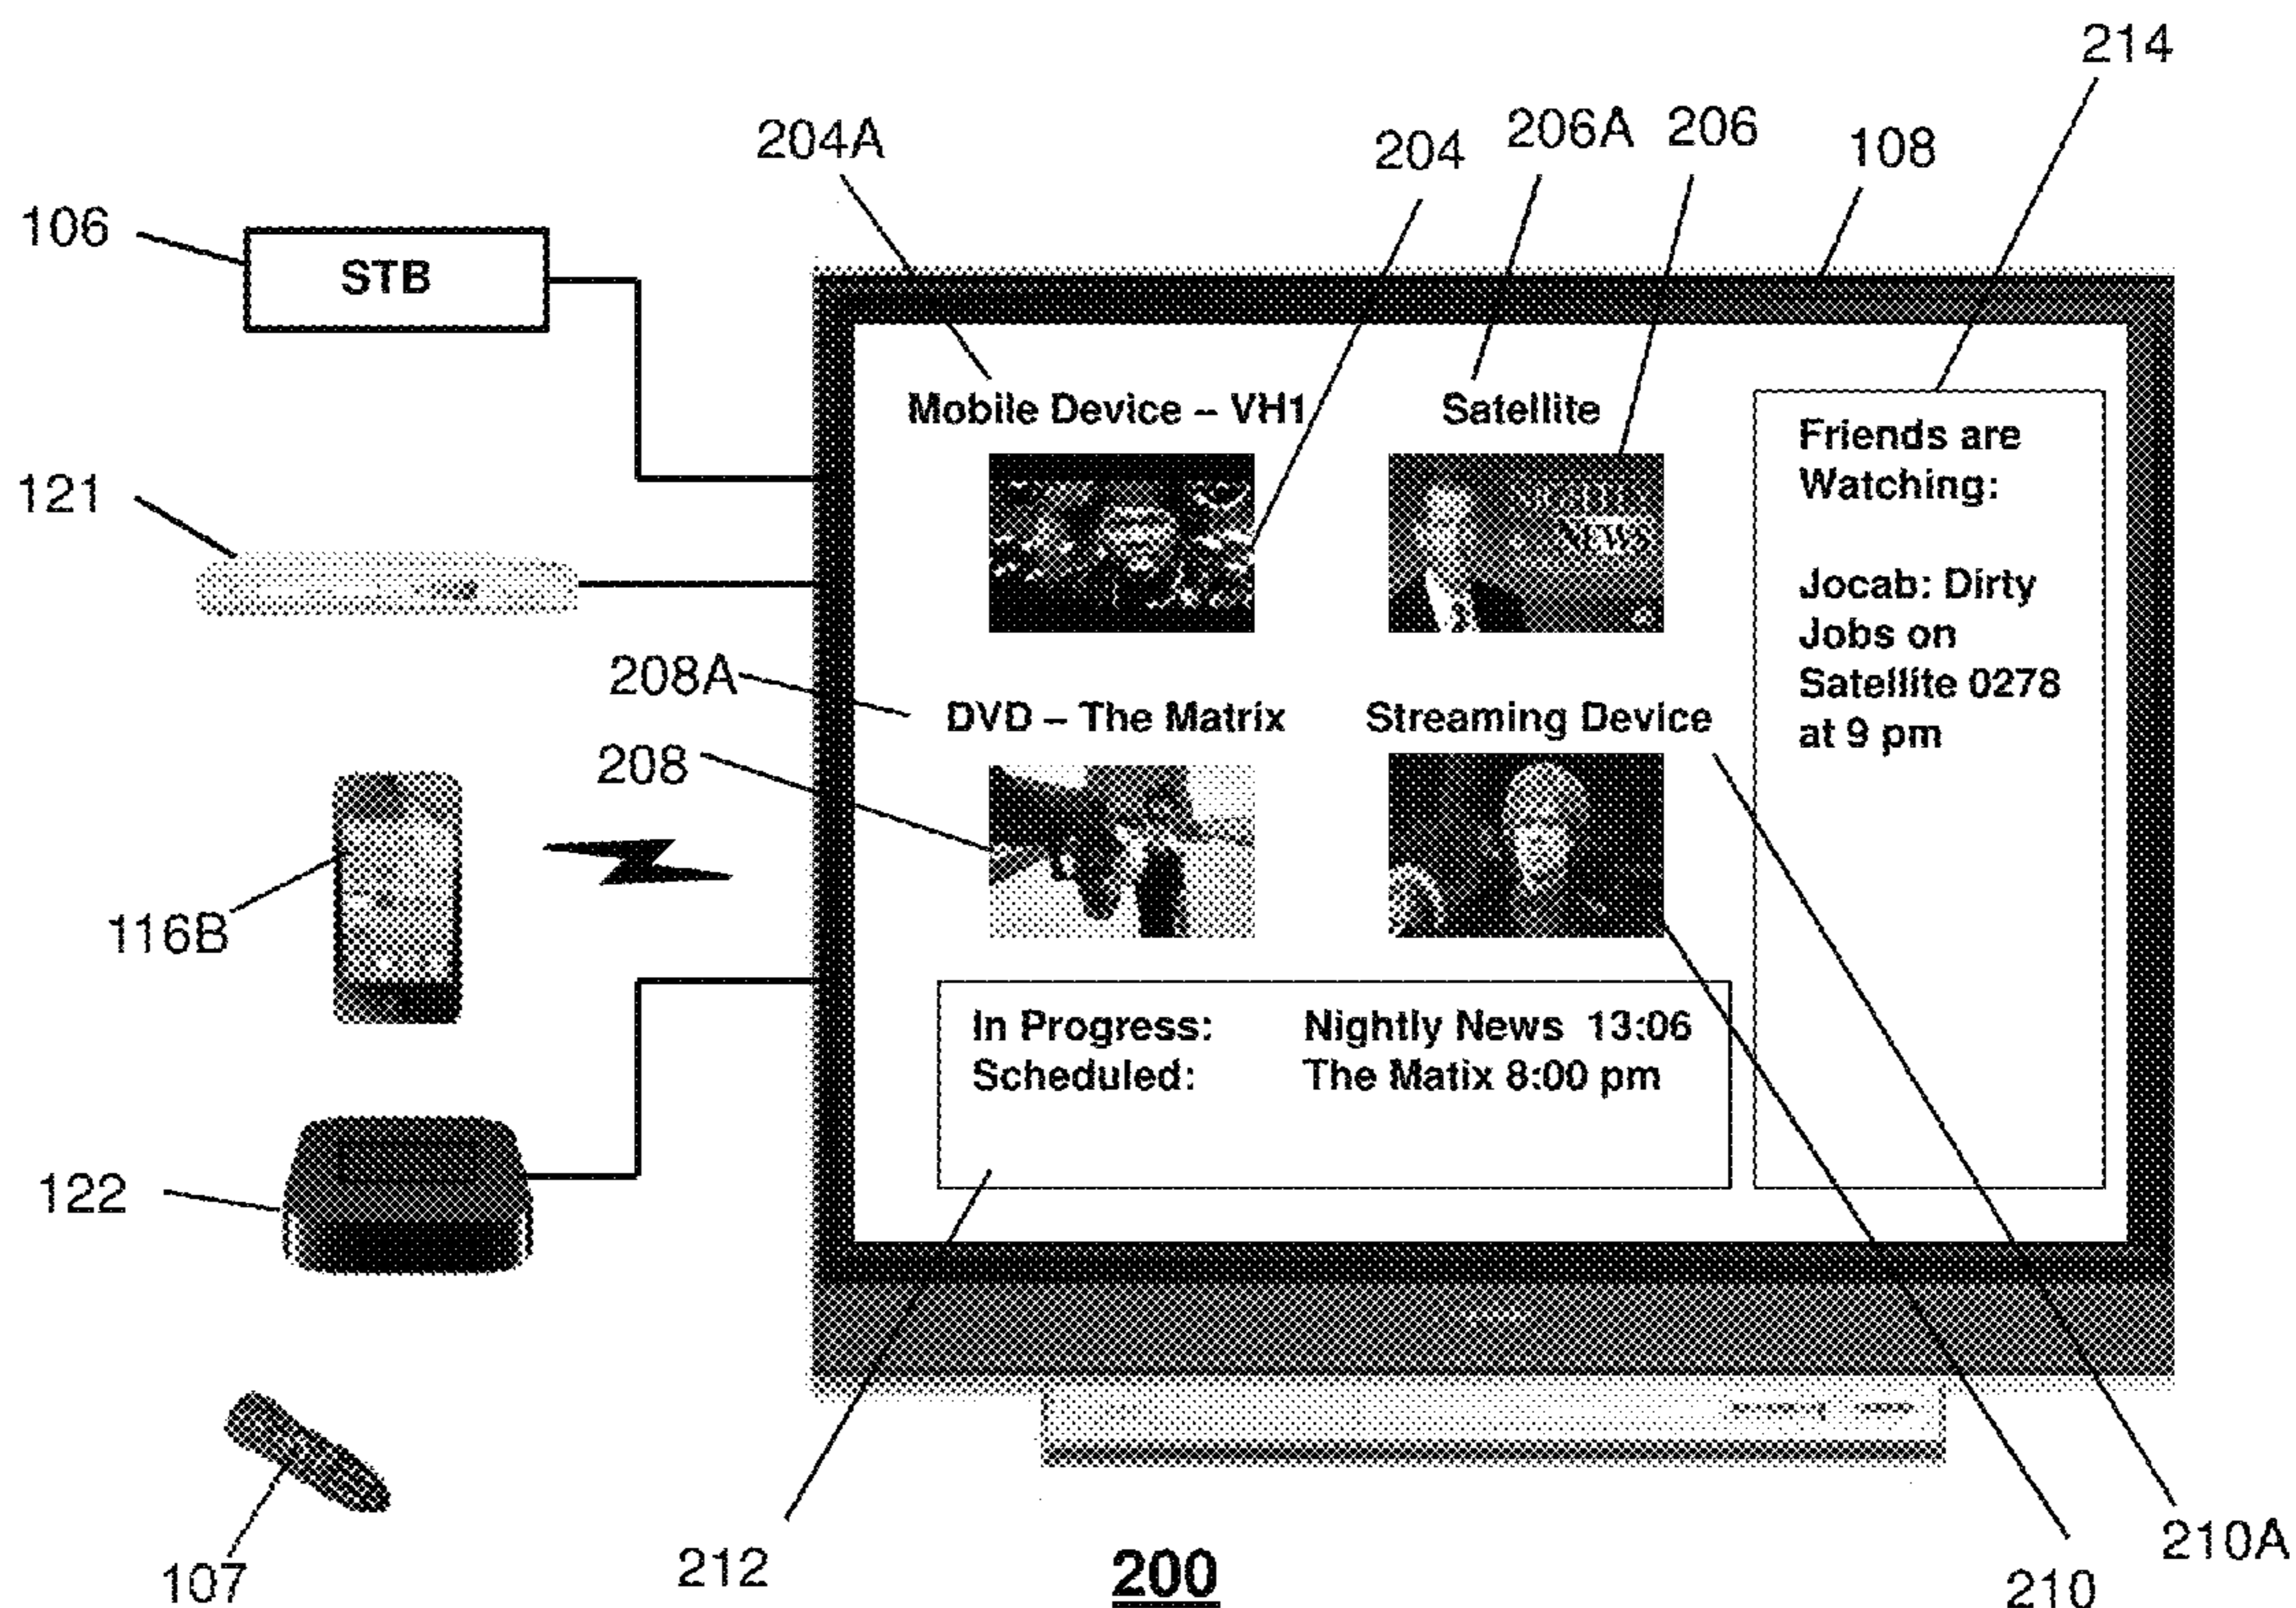 214
204A
204
206A
206
108
106
STB
Mobile Device – VH1
Satellite
Friends are
Watching:
121
NIGHTLY
NEWS
Jocab: Dirty
Jobs on
Satellite 0278
at 9 pm
208A
DVD – The Matrix
Streaming Device
208
116B
In Progress: Nightly News 13:06
Scheduled: The Matix 8:00 pm
122
107
212
200
210
210A